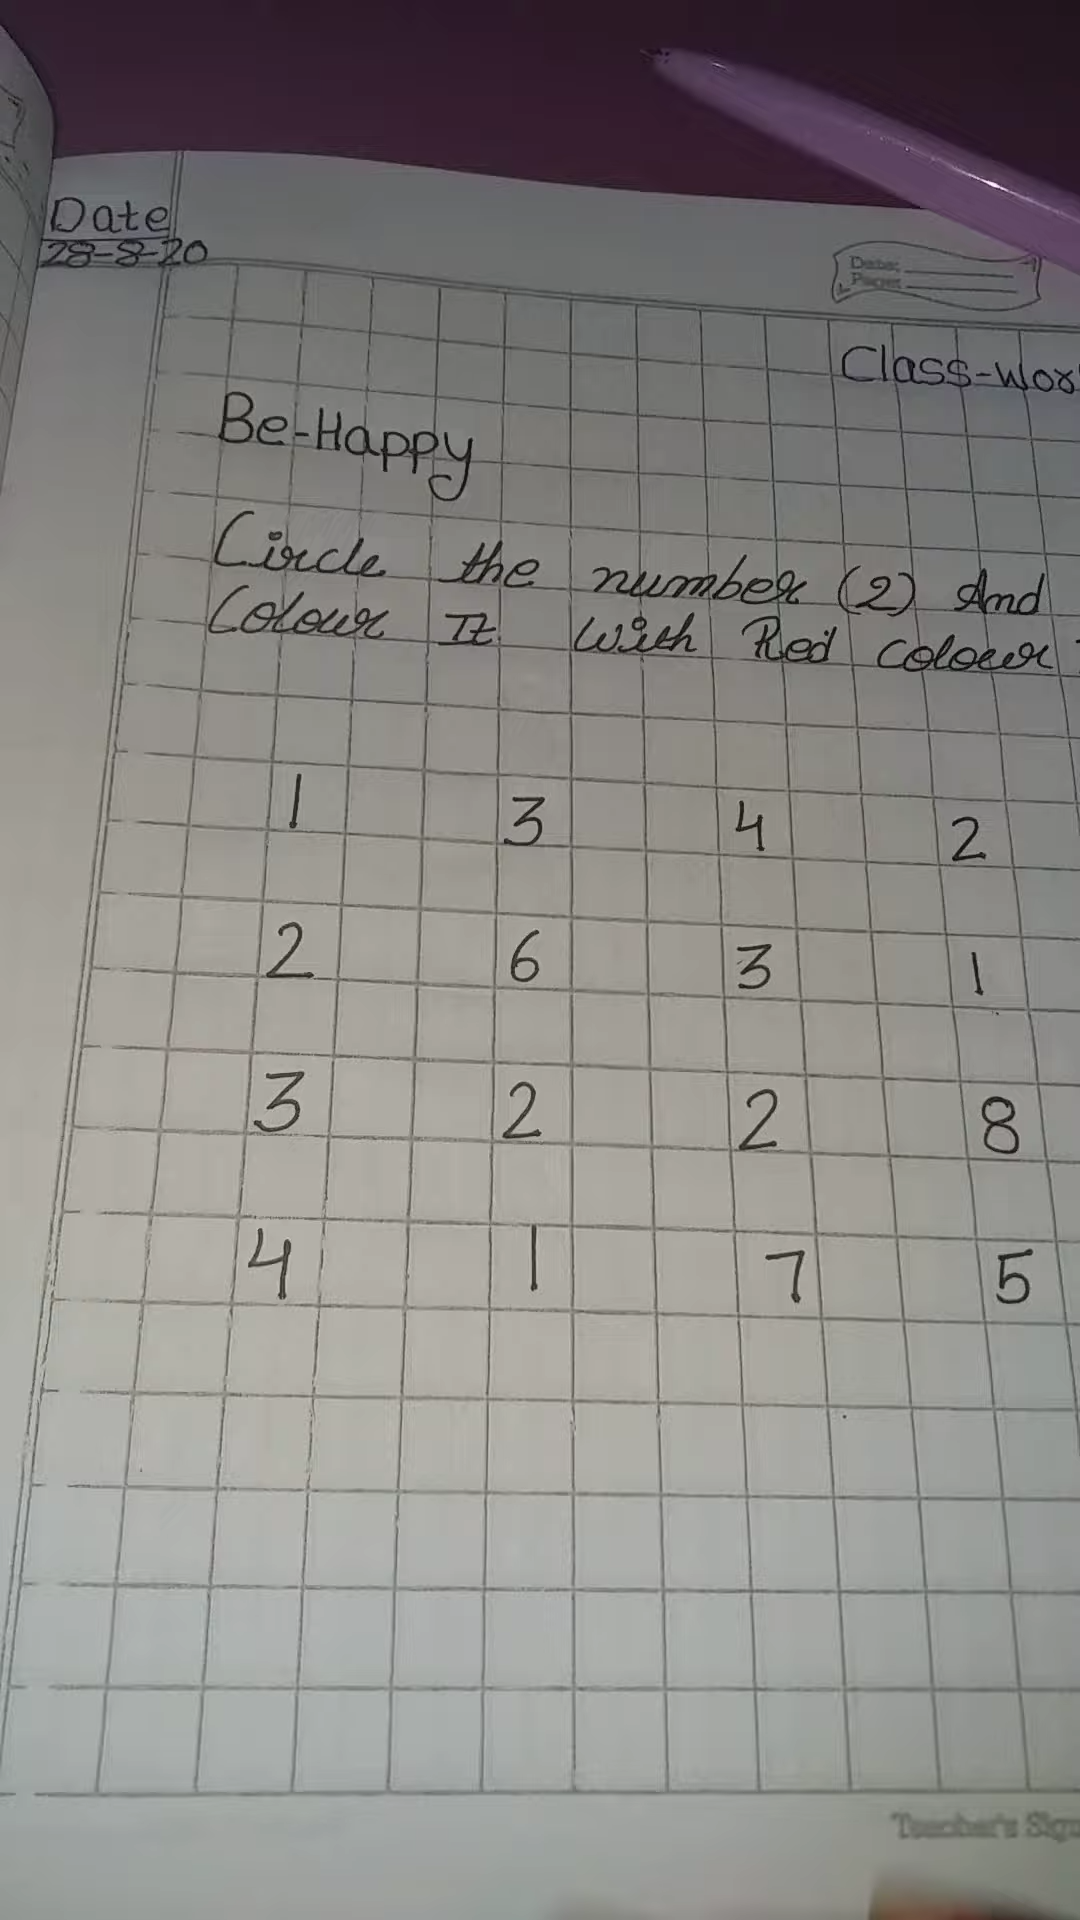 Date
28-8-20
Date:
Page:
Class-Wor
Be-Happy
Circle the number (2) And
Colour It With Red colour
1 3 4 2
2 6 3 1
3 2 2 8
4 1 7 5
Teacher's Sign